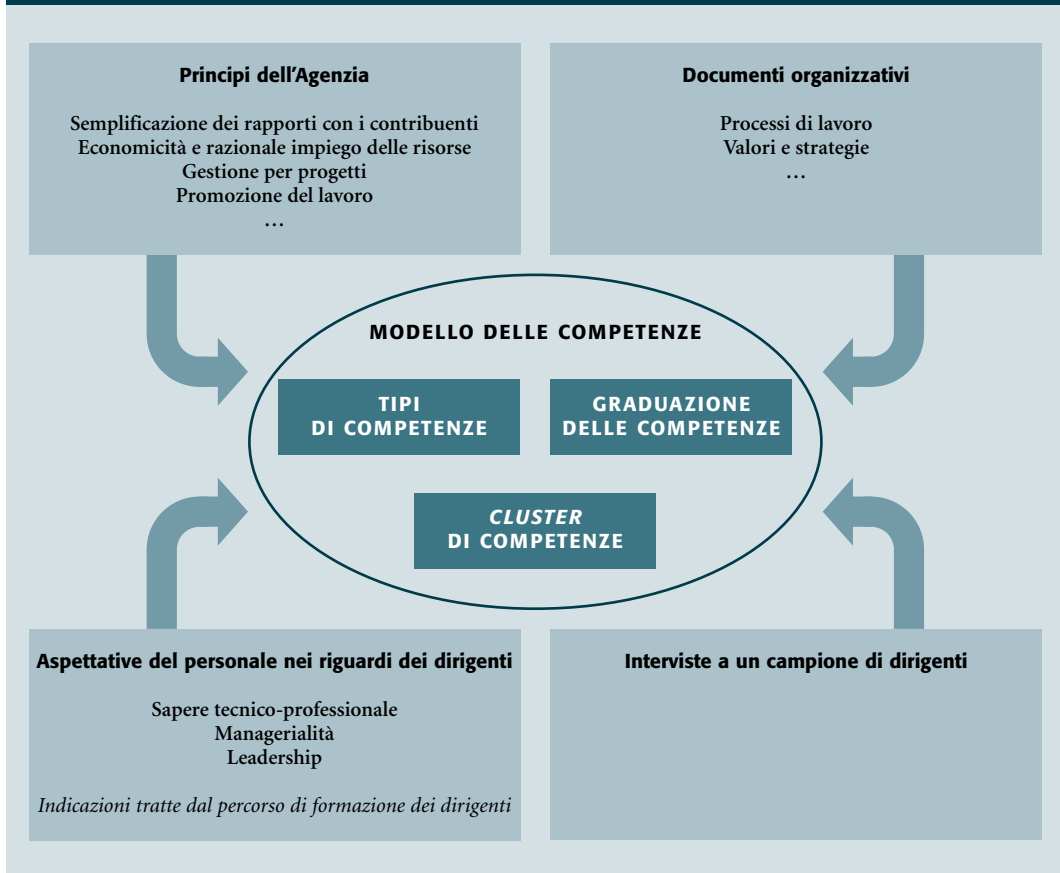 Principi dell'Agenzia
Semplificazione dei rapporti con i contribuenti
Economicità e razionale impiego delle risorse
Gestione per progetti
Promozione del lavoro
…
Documenti organizzativi
Processi di lavoro
Valori e strategie
…
MODELLO DELLE COMPETENZE
TIPI
DI COMPETENZE
GRADUAZIONE
DELLE COMPETENZE
CLUSTER
DI COMPETENZE
Aspettative del personale nei riguardi dei dirigenti
Sapere tecnico-professionale
Managerialità
Leadership
Indicazioni tratte dal percorso di formazione dei dirigenti
Interviste a un campione di dirigenti